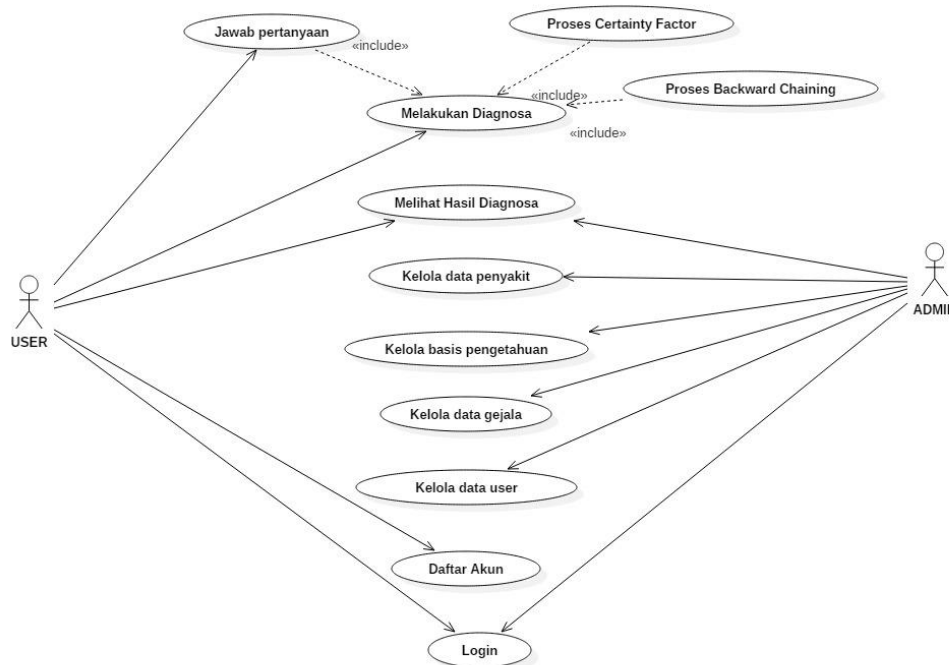 Proses Certainty Factor
Jawab pertanyaan
«include»
Proses Backward Chaining
«include»
Melakukan Diagnosa
«include»
Melihat Hasil Diagnosa
Kelola data penyakit
USER
ADMIN
Kelola basis pengetahuan
Kelola data gejala
Kelola data user
Daftar Akun
Login